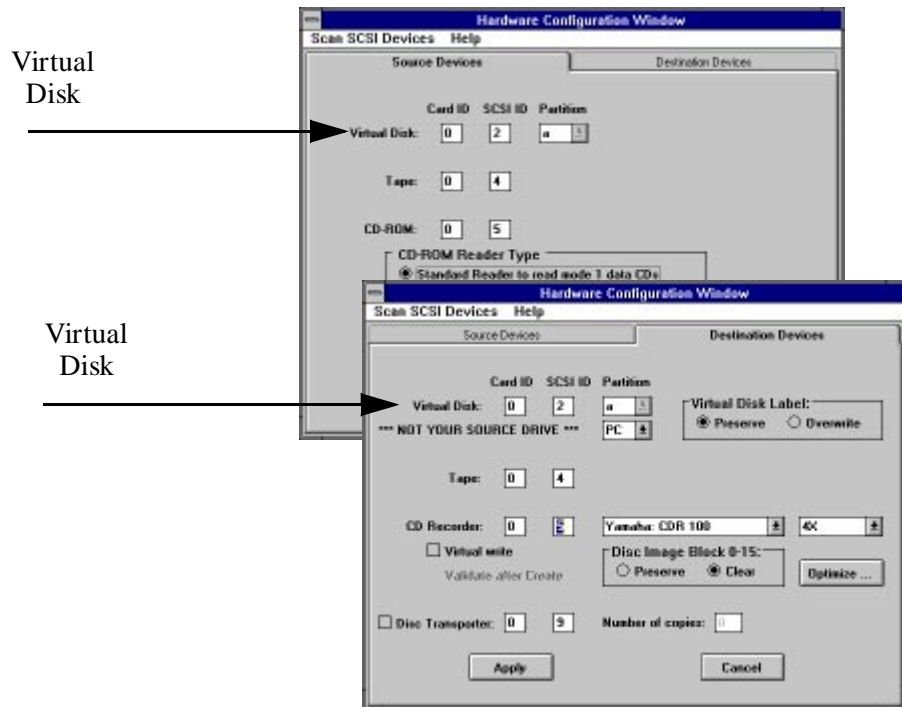 Hardware Configuration Window
Scan SCSI Devices Help
Source Devices Destination Devices
Virtual
Disk
Card ID SCSI ID Partition
Virtual Disk: 0 2 a
Tape: 0 4
CD-ROM: 0 5
CD-ROM Reader Type
Standard Reader to read mode 1 data CDs
Hardware Configuration Window
Scan SCSI Devices Help
Source Devices Destination Devices
Virtual
Disk
Card ID SCSI ID Partition
Virtual Disk: 0 2 a
Virtual Disk Label:
Preserve Overwrite
*** NOT YOUR SOURCE DRIVE *** PC
Tape: 0 4
CD Recorder: 0 Yamaha: CDR 100 4X
Virtual write
Validate after Create
Disc Image Block 0-15:
Preserve Clear
Optimize ...
Disc Transporter: 0 9 Number of copies: 0
Apply Cancel